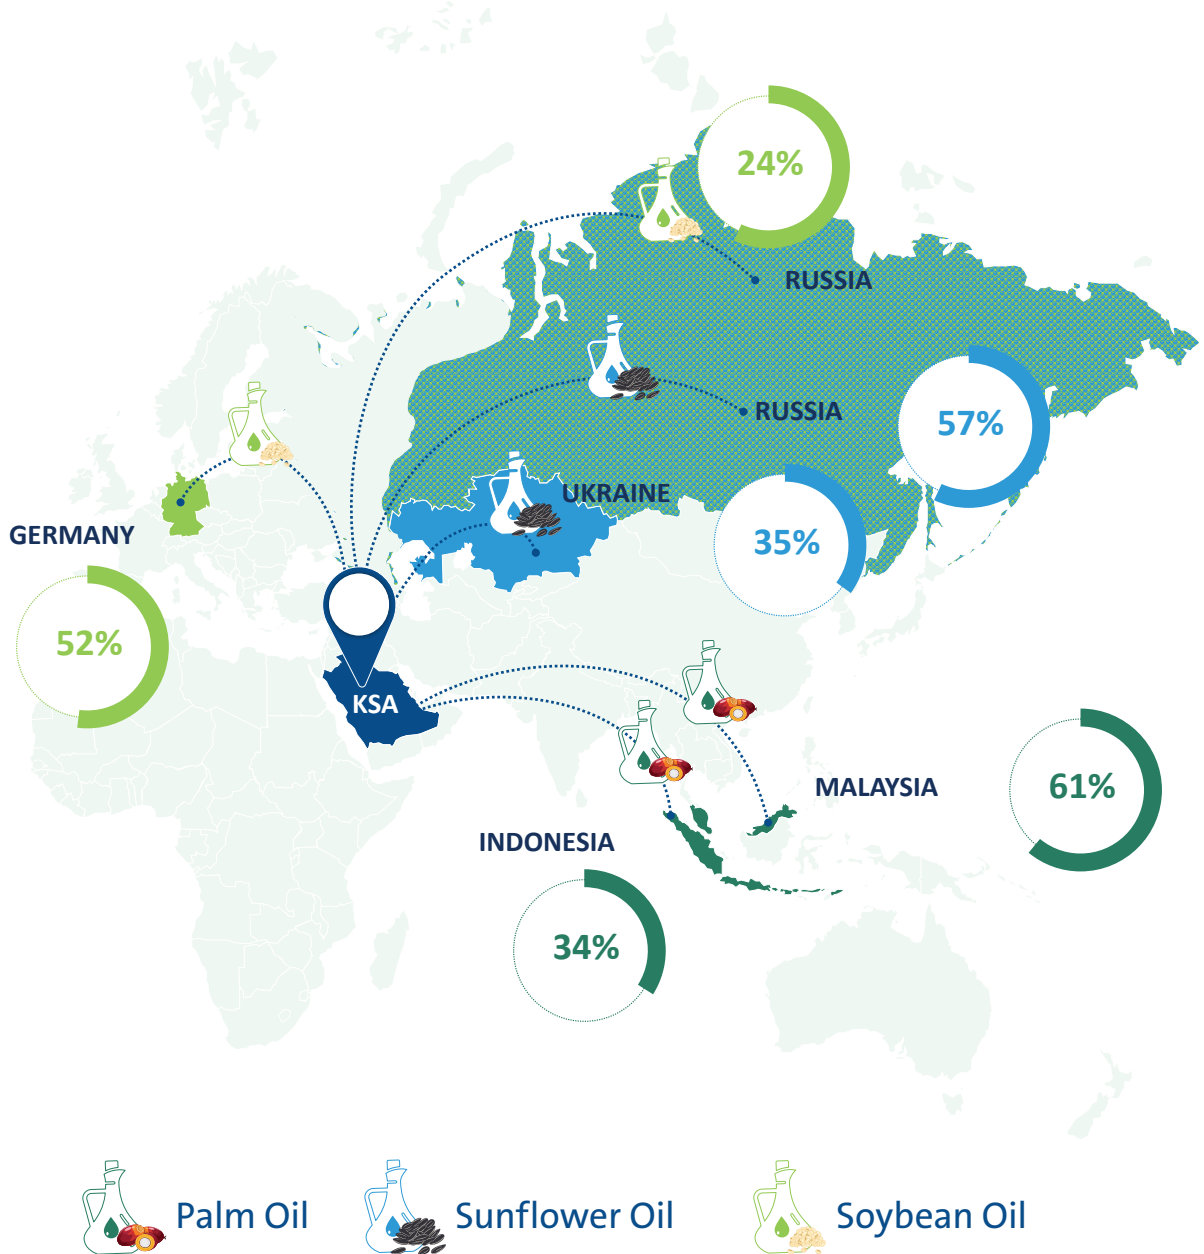 24%
RUSSIA
RUSSIA
57%
UKRAINE
35%
GERMANY
52%
KSA
MALAYSIA
61%
INDONESIA
34%
Palm Oil
Sunflower Oil
Soybean Oil